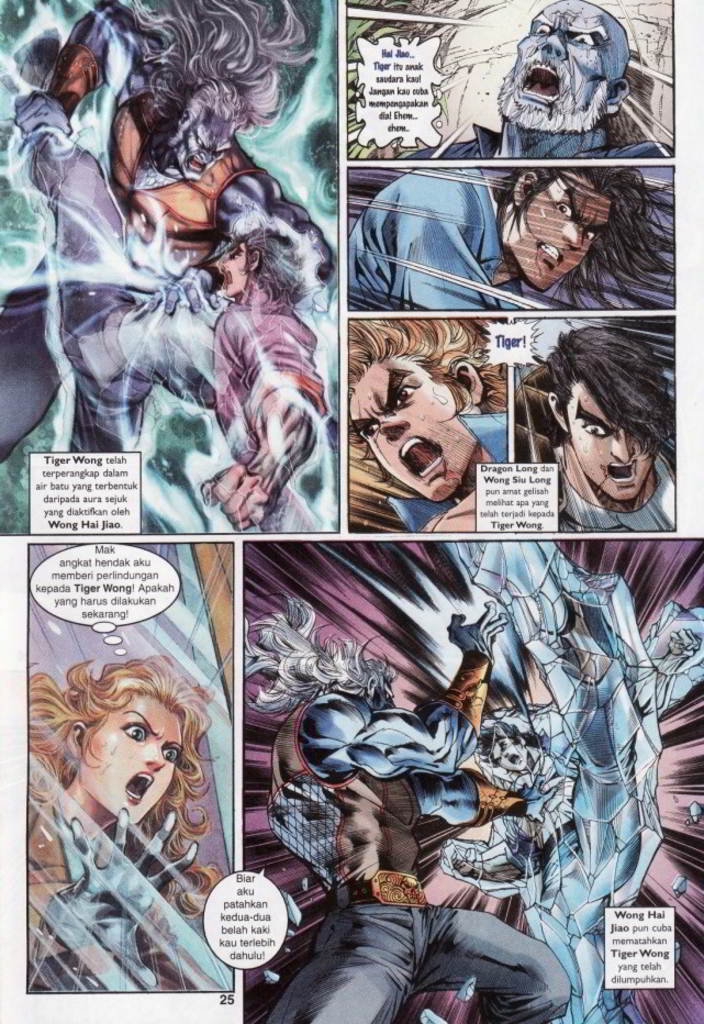 Hai Jiao..
Tiger itu anak
saudara kau!
Jangan kau cuba
mempengapakan
dia! Ehem..
ehem..
Tiger!
Tiger Wong telah
terperangkap dalam
air batu yang terbentuk
daripada aura sejuk
yang diaktifkan oleh
Wong Hai Jiao.
Dragon Long dan
Wong Siu Long
pun amat gelisah
melihat apa yang
telah terjadi kepada
Tiger Wong.
Mak
angkat hendak aku
memberi perlindungan
kepada Tiger Wong! Apakah
yang harus dilakukan
sekarang!
Biar
aku
patahkan
kedua-dua
belah kaki
kau terlebih
dahulu!
Wong Hai
Jiao pun cuba
mematahkan
Tiger Wong
yang telah
dilumpuhkan.
25